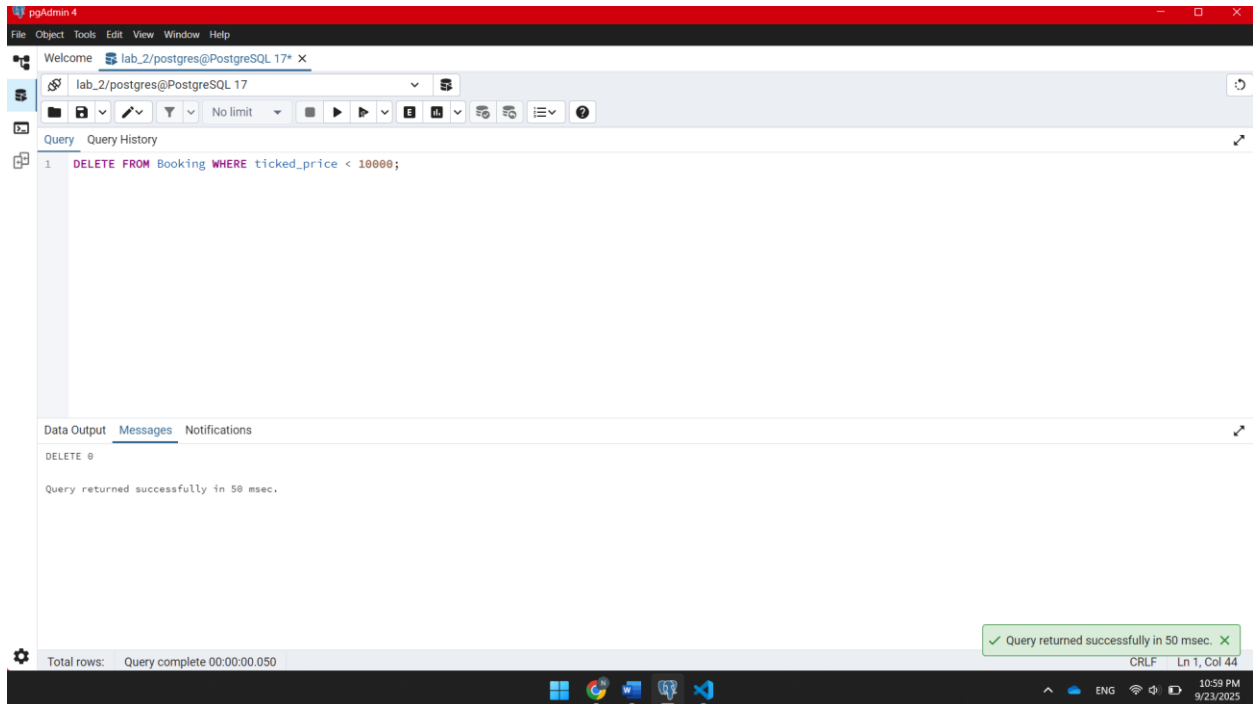 pgAdmin 4
File Object Tools Edit View Window Help
Welcome lab_2/postgres@PostgreSQL 17* X
lab_2/postgres@PostgreSQL 17
No limit
Query Query History
1 DELETE FROM Booking WHERE ticked_price < 10000;
Data Output Messages Notifications
DELETE 0
Query returned successfully in 50 msec.
Query returned successfully in 50 msec.
Total rows: Query complete 00:00:00.050
CRLF Ln 1, Col 44
ENG
10:59 PM
9/23/2025